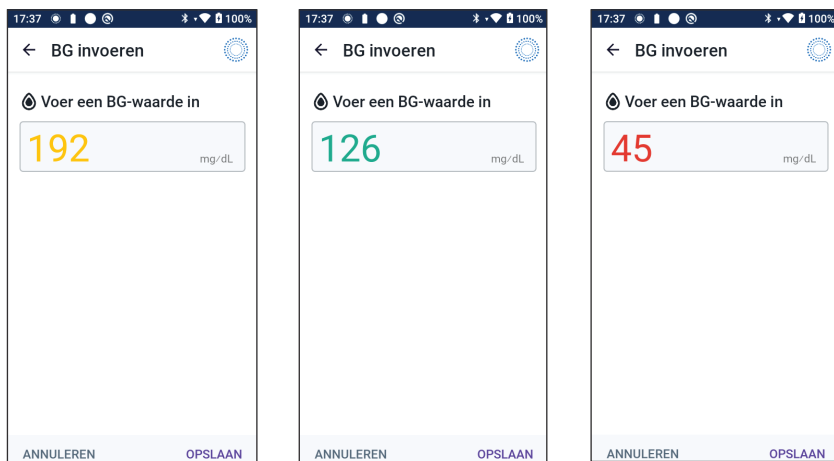 17:37 100%
BG invoeren
Voer een BG-waarde in
192 mg/dL
ANNULEREN OPSLAAN
17:37 100%
BG invoeren
Voer een BG-waarde in
126 mg/dL
ANNULEREN OPSLAAN
17:37 100%
BG invoeren
Voer een BG-waarde in
45 mg/dL
ANNULEREN OPSLAAN